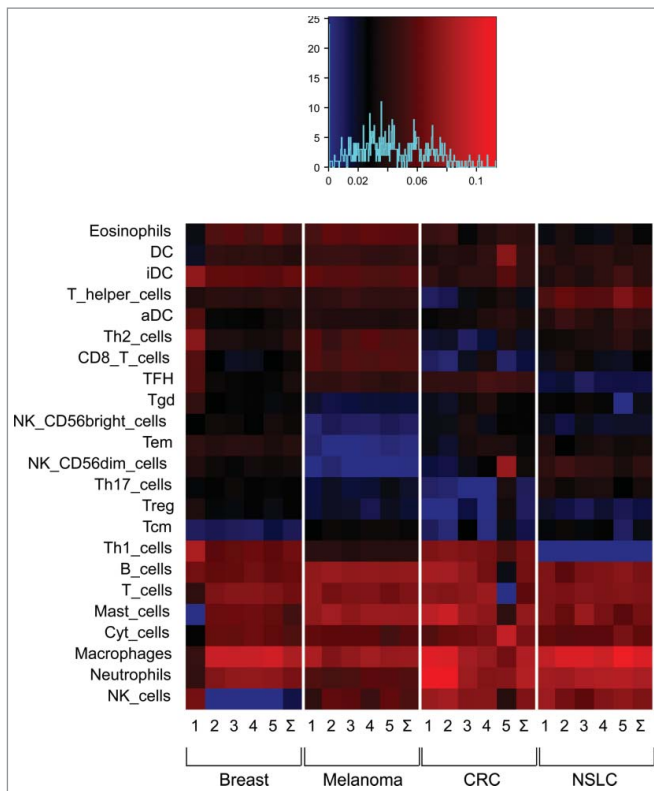 25
20
15
10
5
0
0 0.02 0.06 0.1
Eosinophils
DC
iDC
T_helper_cells
aDC
Th2_cells
CD8_T_cells
TFH
Tgd
NK_CD56bright_cells
Tem
NK_CD56dim_cells
Th17_cells
Treg
Tcm
Th1_cells
B_cells
T_cells
Mast_cells
Cyt_cells
Macrophages
Neutrophils
NK_cells
1 2 3 4 5 Σ 1 2 3 4 5 Σ 1 2 3 4 5 Σ 1 2 3 4 5 Σ
Breast Melanoma CRC NSLC